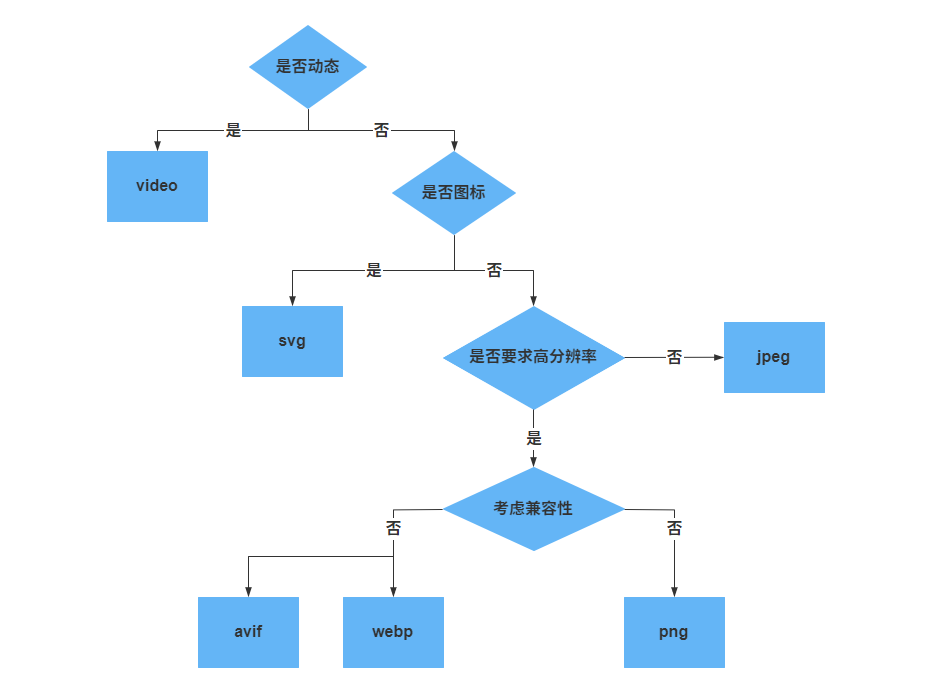 是否动态
是
否
video
是否图标
是
否
svg
是否要求高分辨率
否
jpeg
是
考虑兼容性
否
否
avif
webp
png